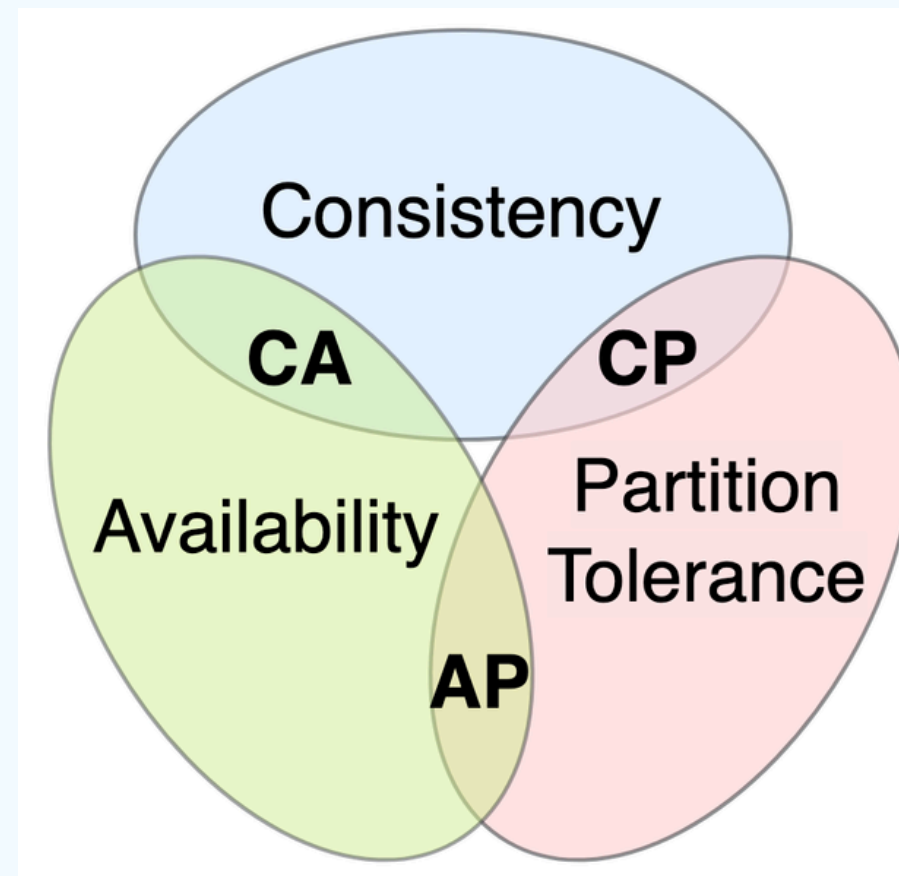 Consistency
CA
CP
Availability
Partition
Tolerance
AP